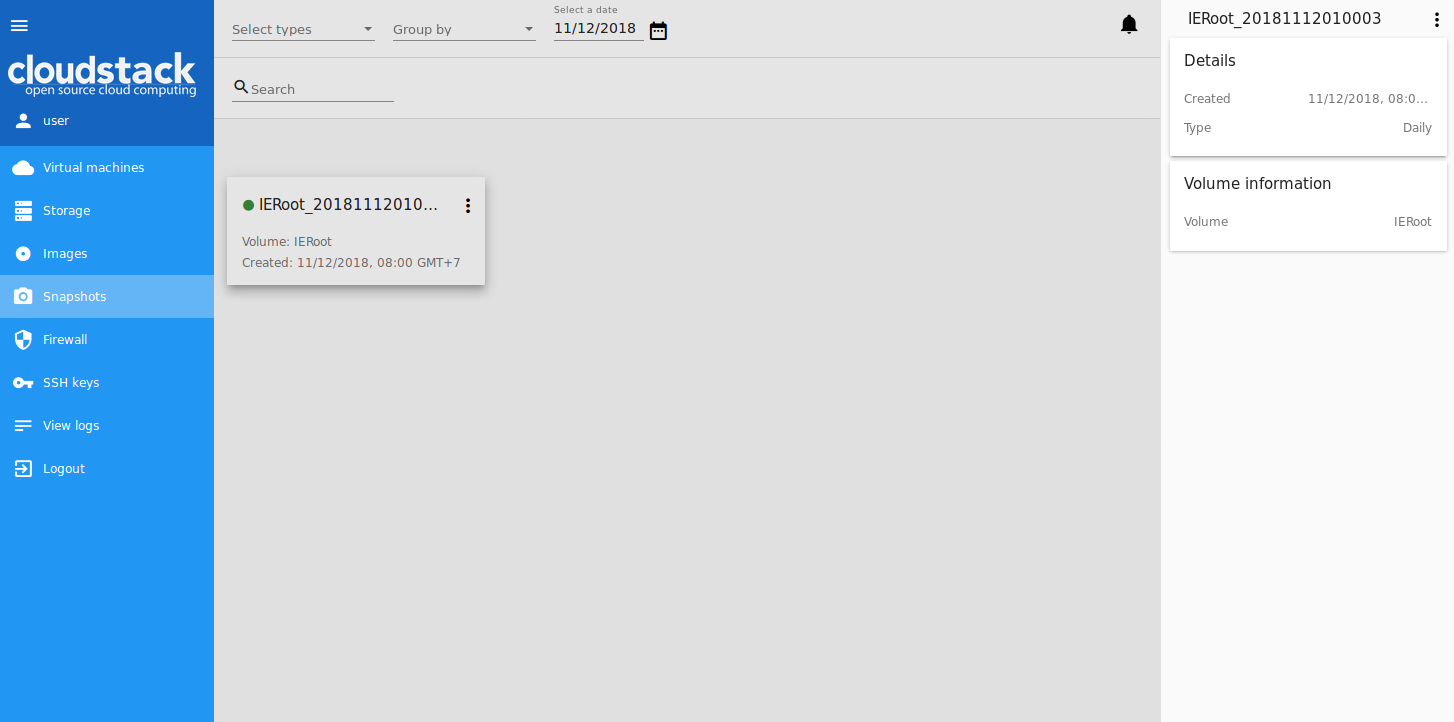 cloudstack
open source cloud computing
user
Virtual machines
Storage
Images
Snapshots
Firewall
SSH keys
View logs
Logout
Select types
Group by
Select a date
11/12/2018
Search
IERoot_20181112010...
Volume: IERoot
Created: 11/12/2018, 08:00 GMT+7
IERoot_20181112010003
Details
Created 11/12/2018, 08:0...
Type Daily
Volume information
Volume IERoot